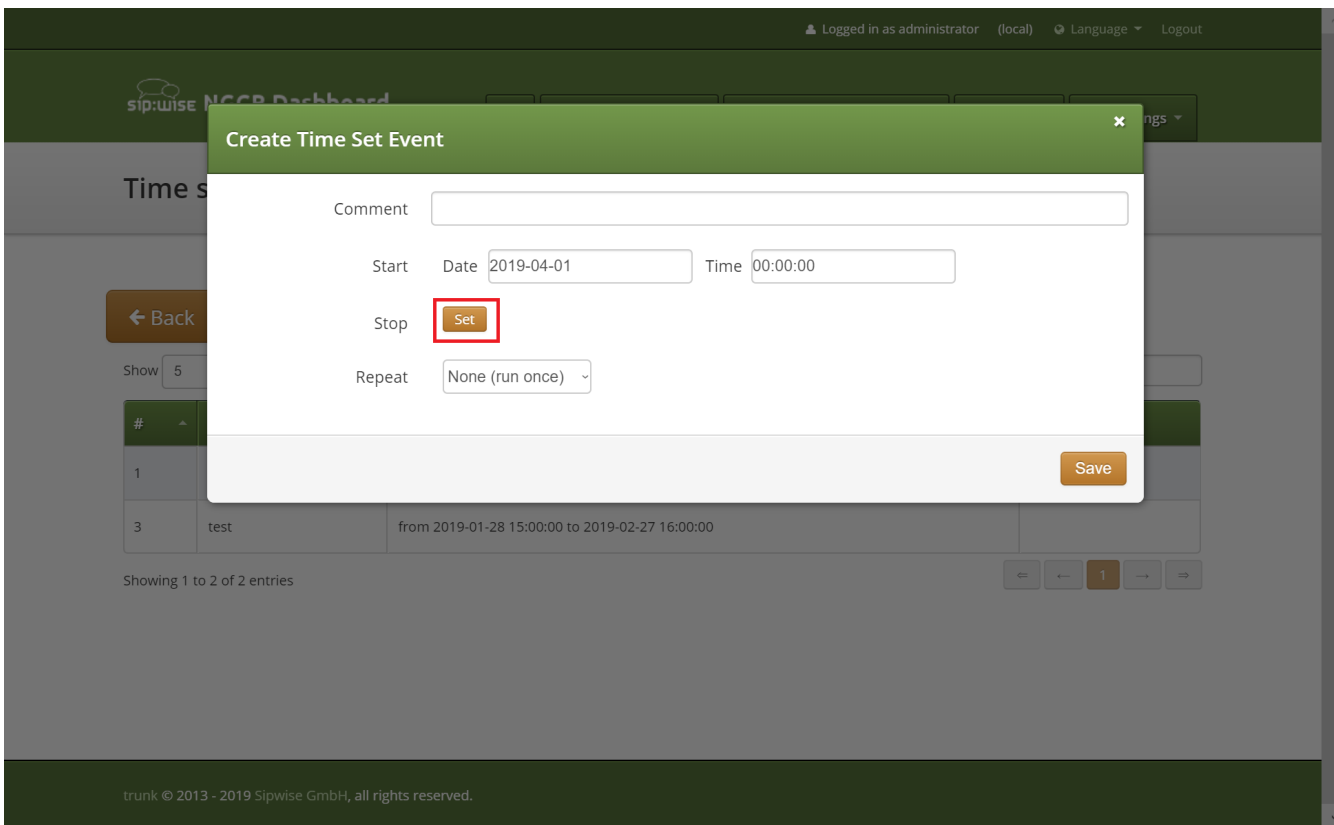 Logged in as administrator (local) Language Logout
sip:wise NGCP Dashboard
ngs
Create Time Set Event
Time s
Comment
Start Date 2019-04-01 Time 00:00:00
Back
Stop Set
Show 5
Repeat None (run once)
#
1
Save
3 test from 2019-01-28 15:00:00 to 2019-02-27 16:00:00
Showing 1 to 2 of 2 entries
⇐ ← 1 → ⇒
trunk © 2013 - 2019 Sipwise GmbH, all rights reserved.